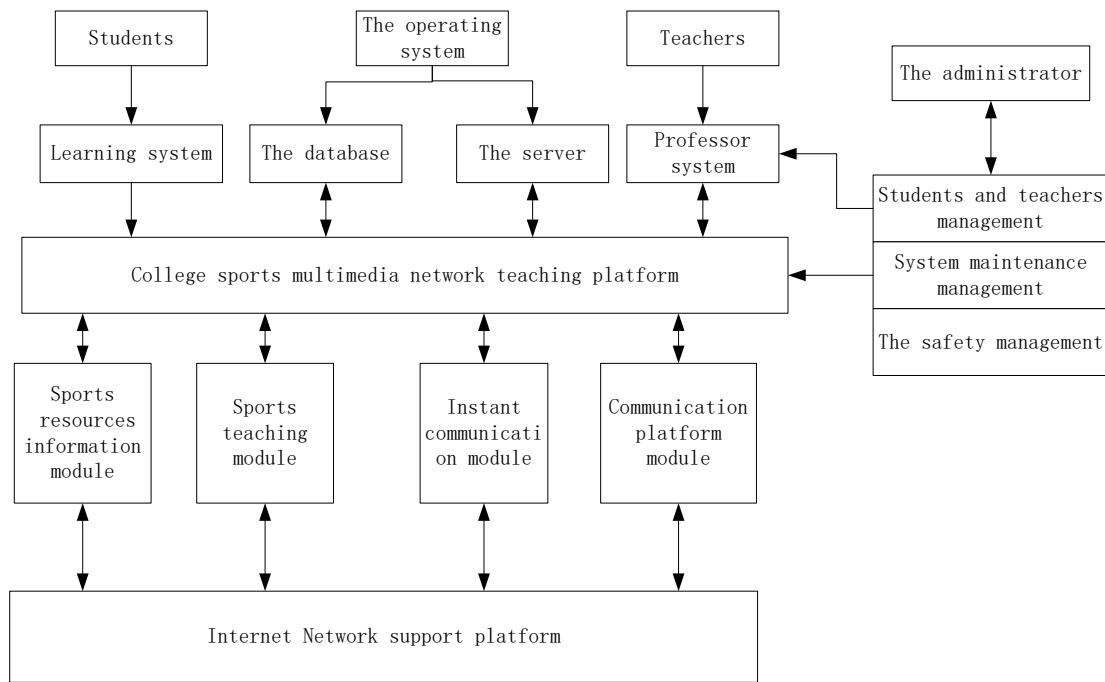 Students
The operating
system
Teachers
The administrator
Learning system
The database
The server
Professor
system
Students and teachers
management
College sports multimedia network teaching platform
System maintenance
management
The safety management
Sports
resources
information
module
Sports
teaching
module
Instant
communicati
on module
Communication
platform
module
Internet Network support platform